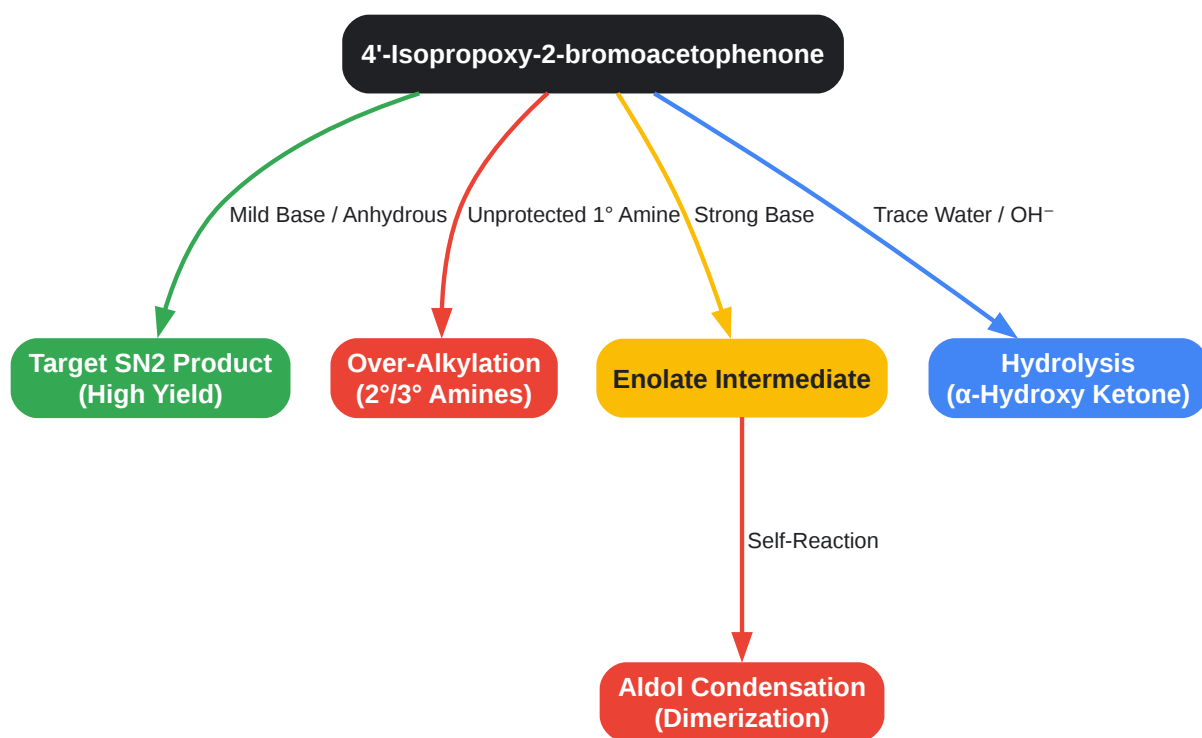 4'-Isopropoxy-2-bromoacetophenone
Mild Base / Anhydrous
Unprotected 1° Amine
Strong Base
Trace Water / OH⁻
Target SN2 Product
(High Yield)
Over-Alkylation
(2°/3° Amines)
Enolate Intermediate
Hydrolysis
(α-Hydroxy Ketone)
Self-Reaction
Aldol Condensation
(Dimerization)